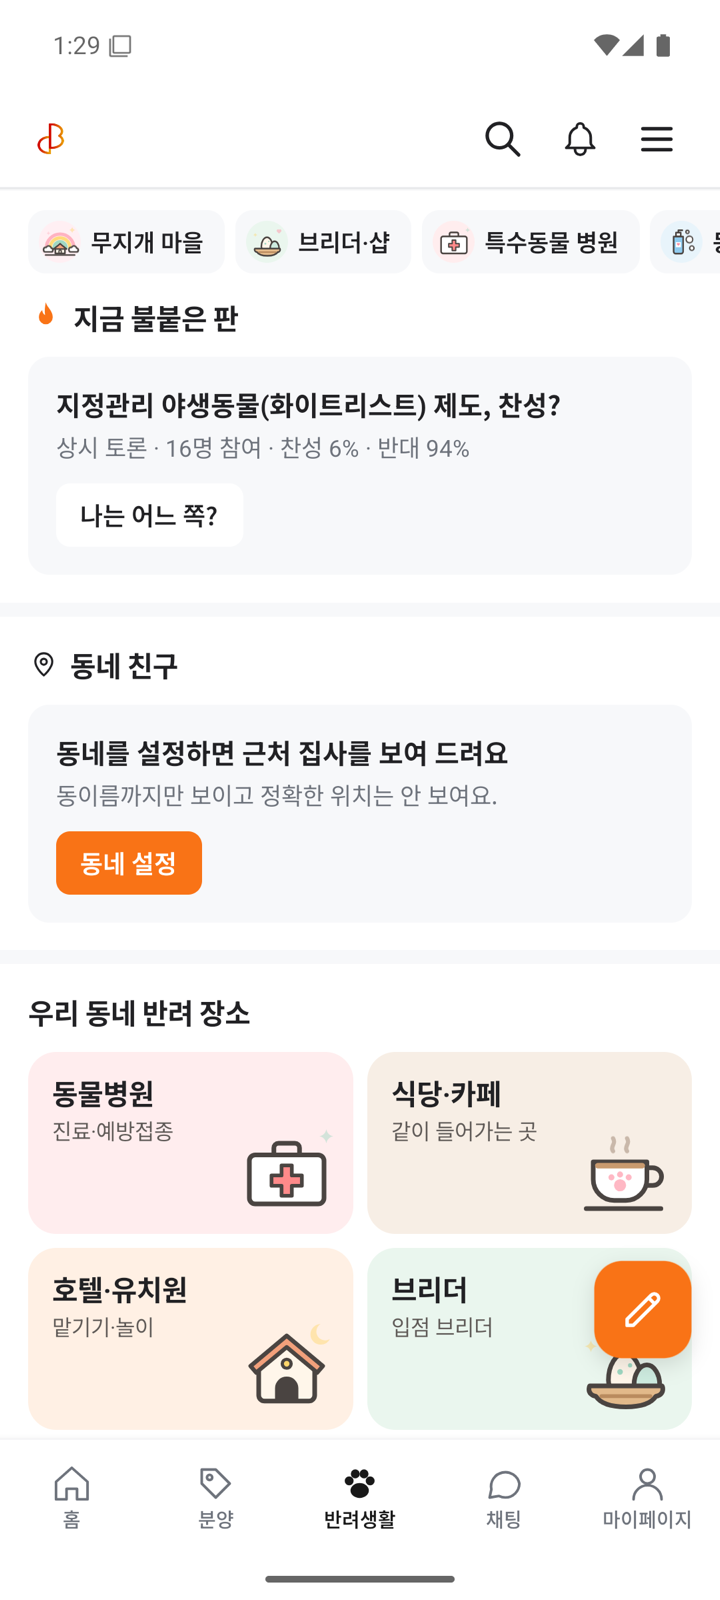 1:29
무지개 마을
브리더·샵
특수동물 병원
지금 불붙은 판
지정관리 야생동물(화이트리스트) 제도, 찬성?
상시 토론 · 16명 참여 · 찬성 6% · 반대 94%
나는 어느 쪽?
동네 친구
동네를 설정하면 근처 집사를 보여 드려요
동이름까지만 보이고 정확한 위치는 안 보여요.
동네 설정
우리 동네 반려 장소
동물병원
진료·예방접종
식당·카페
같이 들어가는 곳
호텔·유치원
맡기기·놀이
브리더
입점 브리더
홈
분양
반려생활
채팅
마이페이지